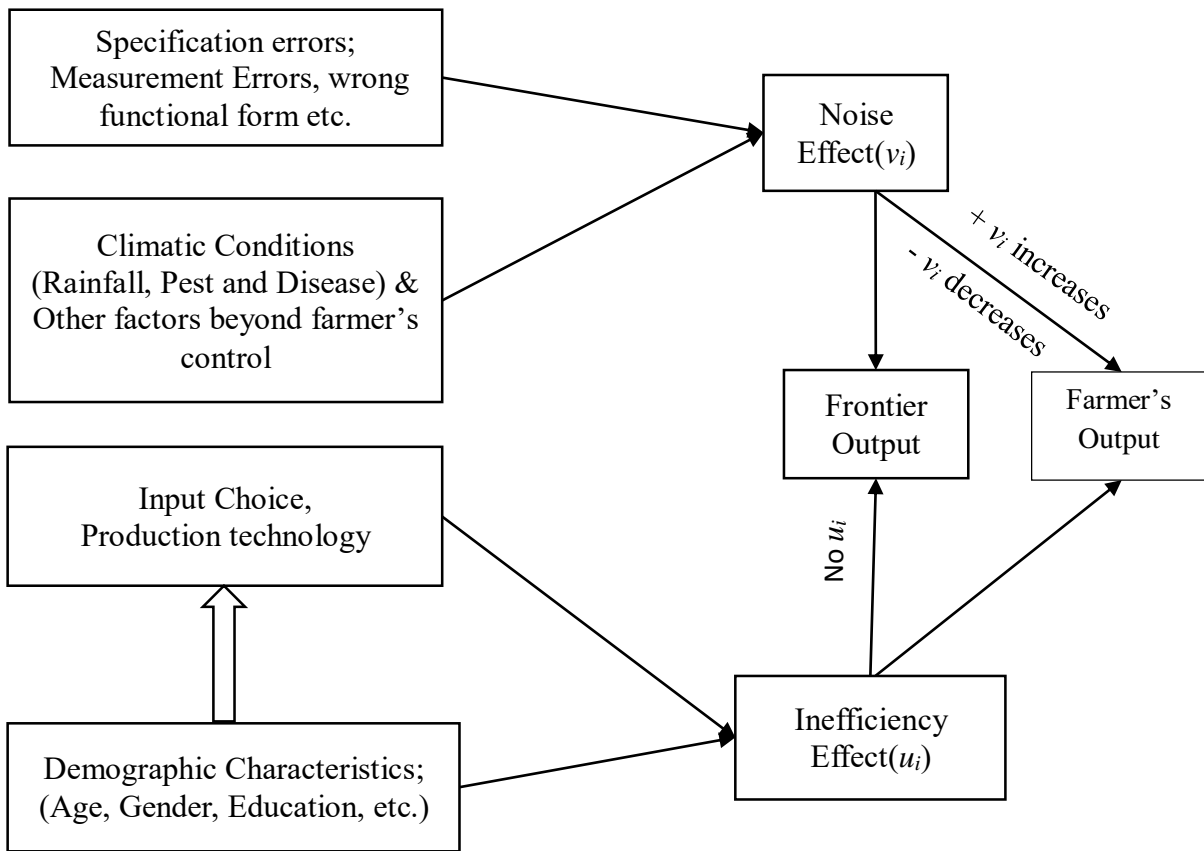 Specification errors;
Measurement Errors, wrong
functional form etc.
Noise
Effect(vᵢ)
Climatic Conditions
(Rainfall, Pest and Disease) &
Other factors beyond farmer’s
control
+ vᵢ increases
- vᵢ decreases
Frontier
Output
Farmer’s
Output
Input Choice,
Production technology
No uᵢ
Inefficiency
Effect(uᵢ)
Demographic Characteristics;
(Age, Gender, Education, etc.)